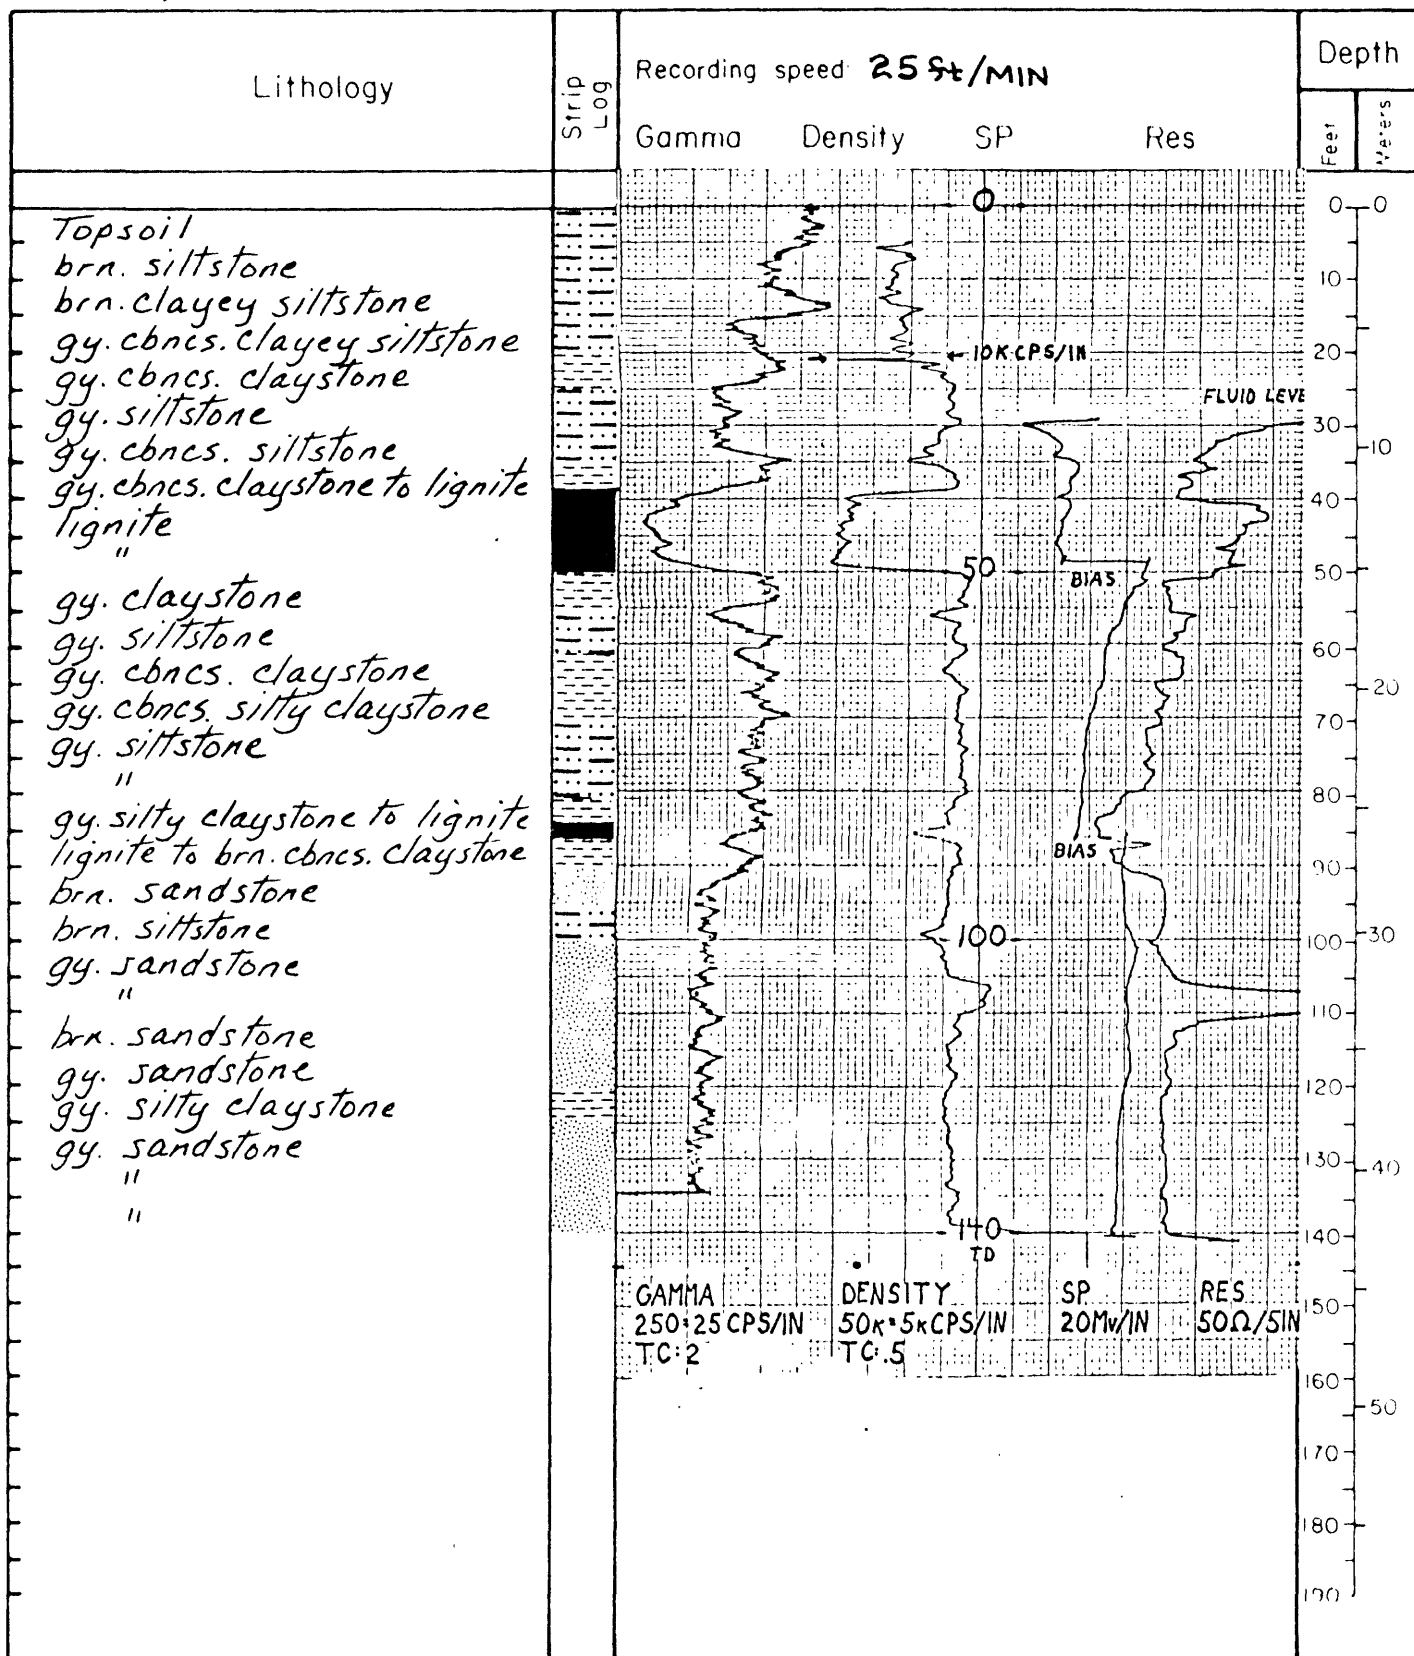 Lithology
Strip Log
Recording speed 25 ft/MIN
Gamma Density SP Res
Depth
Feet
Meters
Topsoil
brn. siltstone
brn. clayey siltstone
gy. cbncs. clayey siltstone
gy. cbncs. claystone
gy. siltstone
gy. cbncs. siltstone
gy. cbncs. claystone to lignite
lignite
"
gy. claystone
gy. siltstone
gy. cbncs. claystone
gy. cbncs. silty claystone
gy. siltstone
"
gy. silty claystone to lignite
lignite to brn. cbncs. claystone
brn. sandstone
brn. siltstone
gy. sandstone
"
brn. sandstone
gy. sandstone
gy. silty claystone
gy. sandstone
"
"
0
10K CPS/IN
FLUID LEVE
50
BIAS
BIAS
100
140
TD
GAMMA
250:25 CPS/IN
TC:2
DENSITY
50K:5K CPS/IN
TC:.5
SP
20Mv/IN
RES
50Ω/5IN
0
10
20
30
40
50
60
70
80
90
100
110
120
130
140
150
160
170
180
190
0
10
20
30
40
50